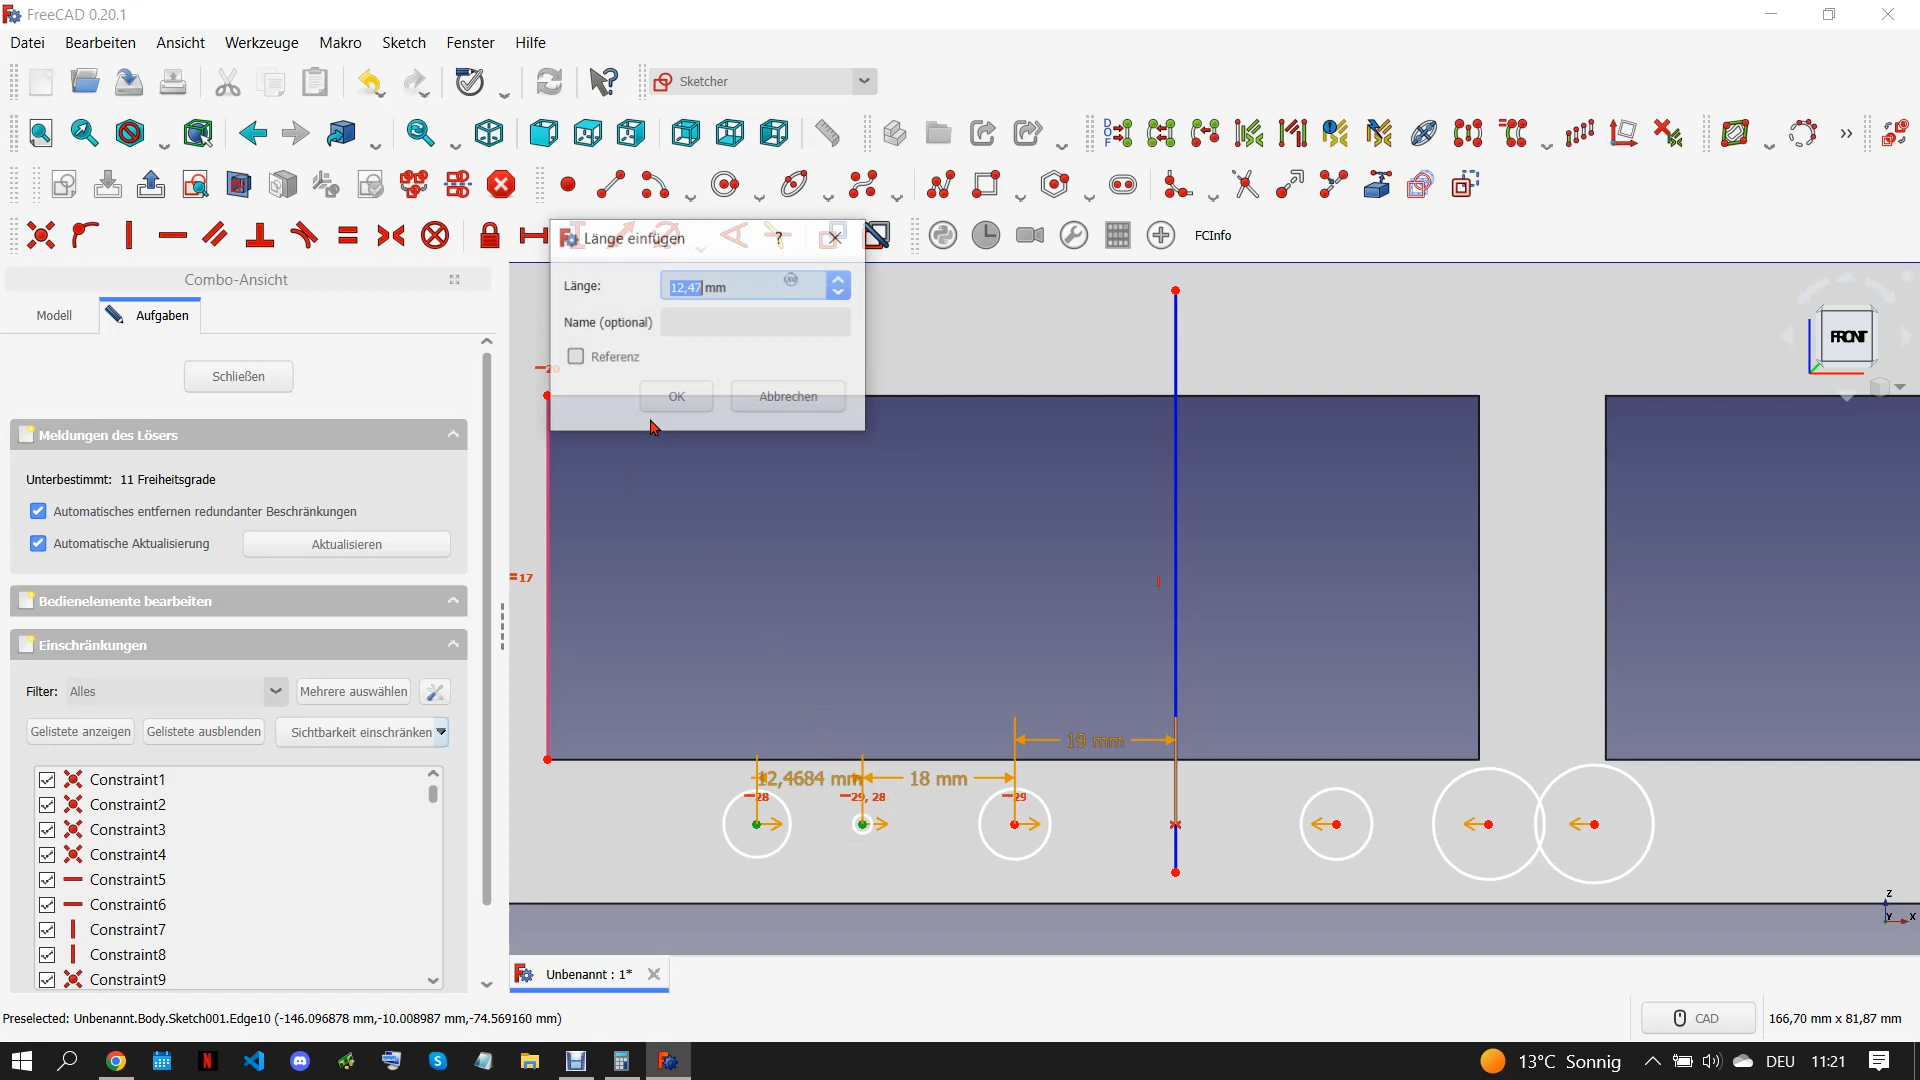 FreeCAD 0.20.1
Datei Bearbeiten Ansicht Werkzeuge Makro Sketch Fenster Hilfe
Sketcher
FCInfo
Länge einfügen
Länge: 12,47 mm
Name (optional)
Referenz
OK Abbrechen
Combo-Ansicht
Modell Aufgaben
Schließen
Meldungen des Lösers
Unterbestimmt: 11 Freiheitsgrade
Automatisches entfernen redundanter Beschränkungen
Automatische Aktualisierung Aktualisieren
Bedienelemente bearbeiten
Einschränkungen
Filter: Alles Mehrere auswählen
Gelistete anzeigen Gelistete ausblenden Sichtbarkeit einschränken
Constraint1
Constraint2
Constraint3
Constraint4
Constraint5
Constraint6
Constraint7
Constraint8
Constraint9
FRONT
20
17
19 mm
12,4684 mm 18 mm
28 29, 28 29
Z
Y X
Unbenannt : 1*
Preselected: Unbenannt.Body.Sketch001.Edge10 (-146.096878 mm,-10.008987 mm,-74.569160 mm)
CAD 166,70 mm x 81,87 mm
13°C Sonnig DEU 11:21